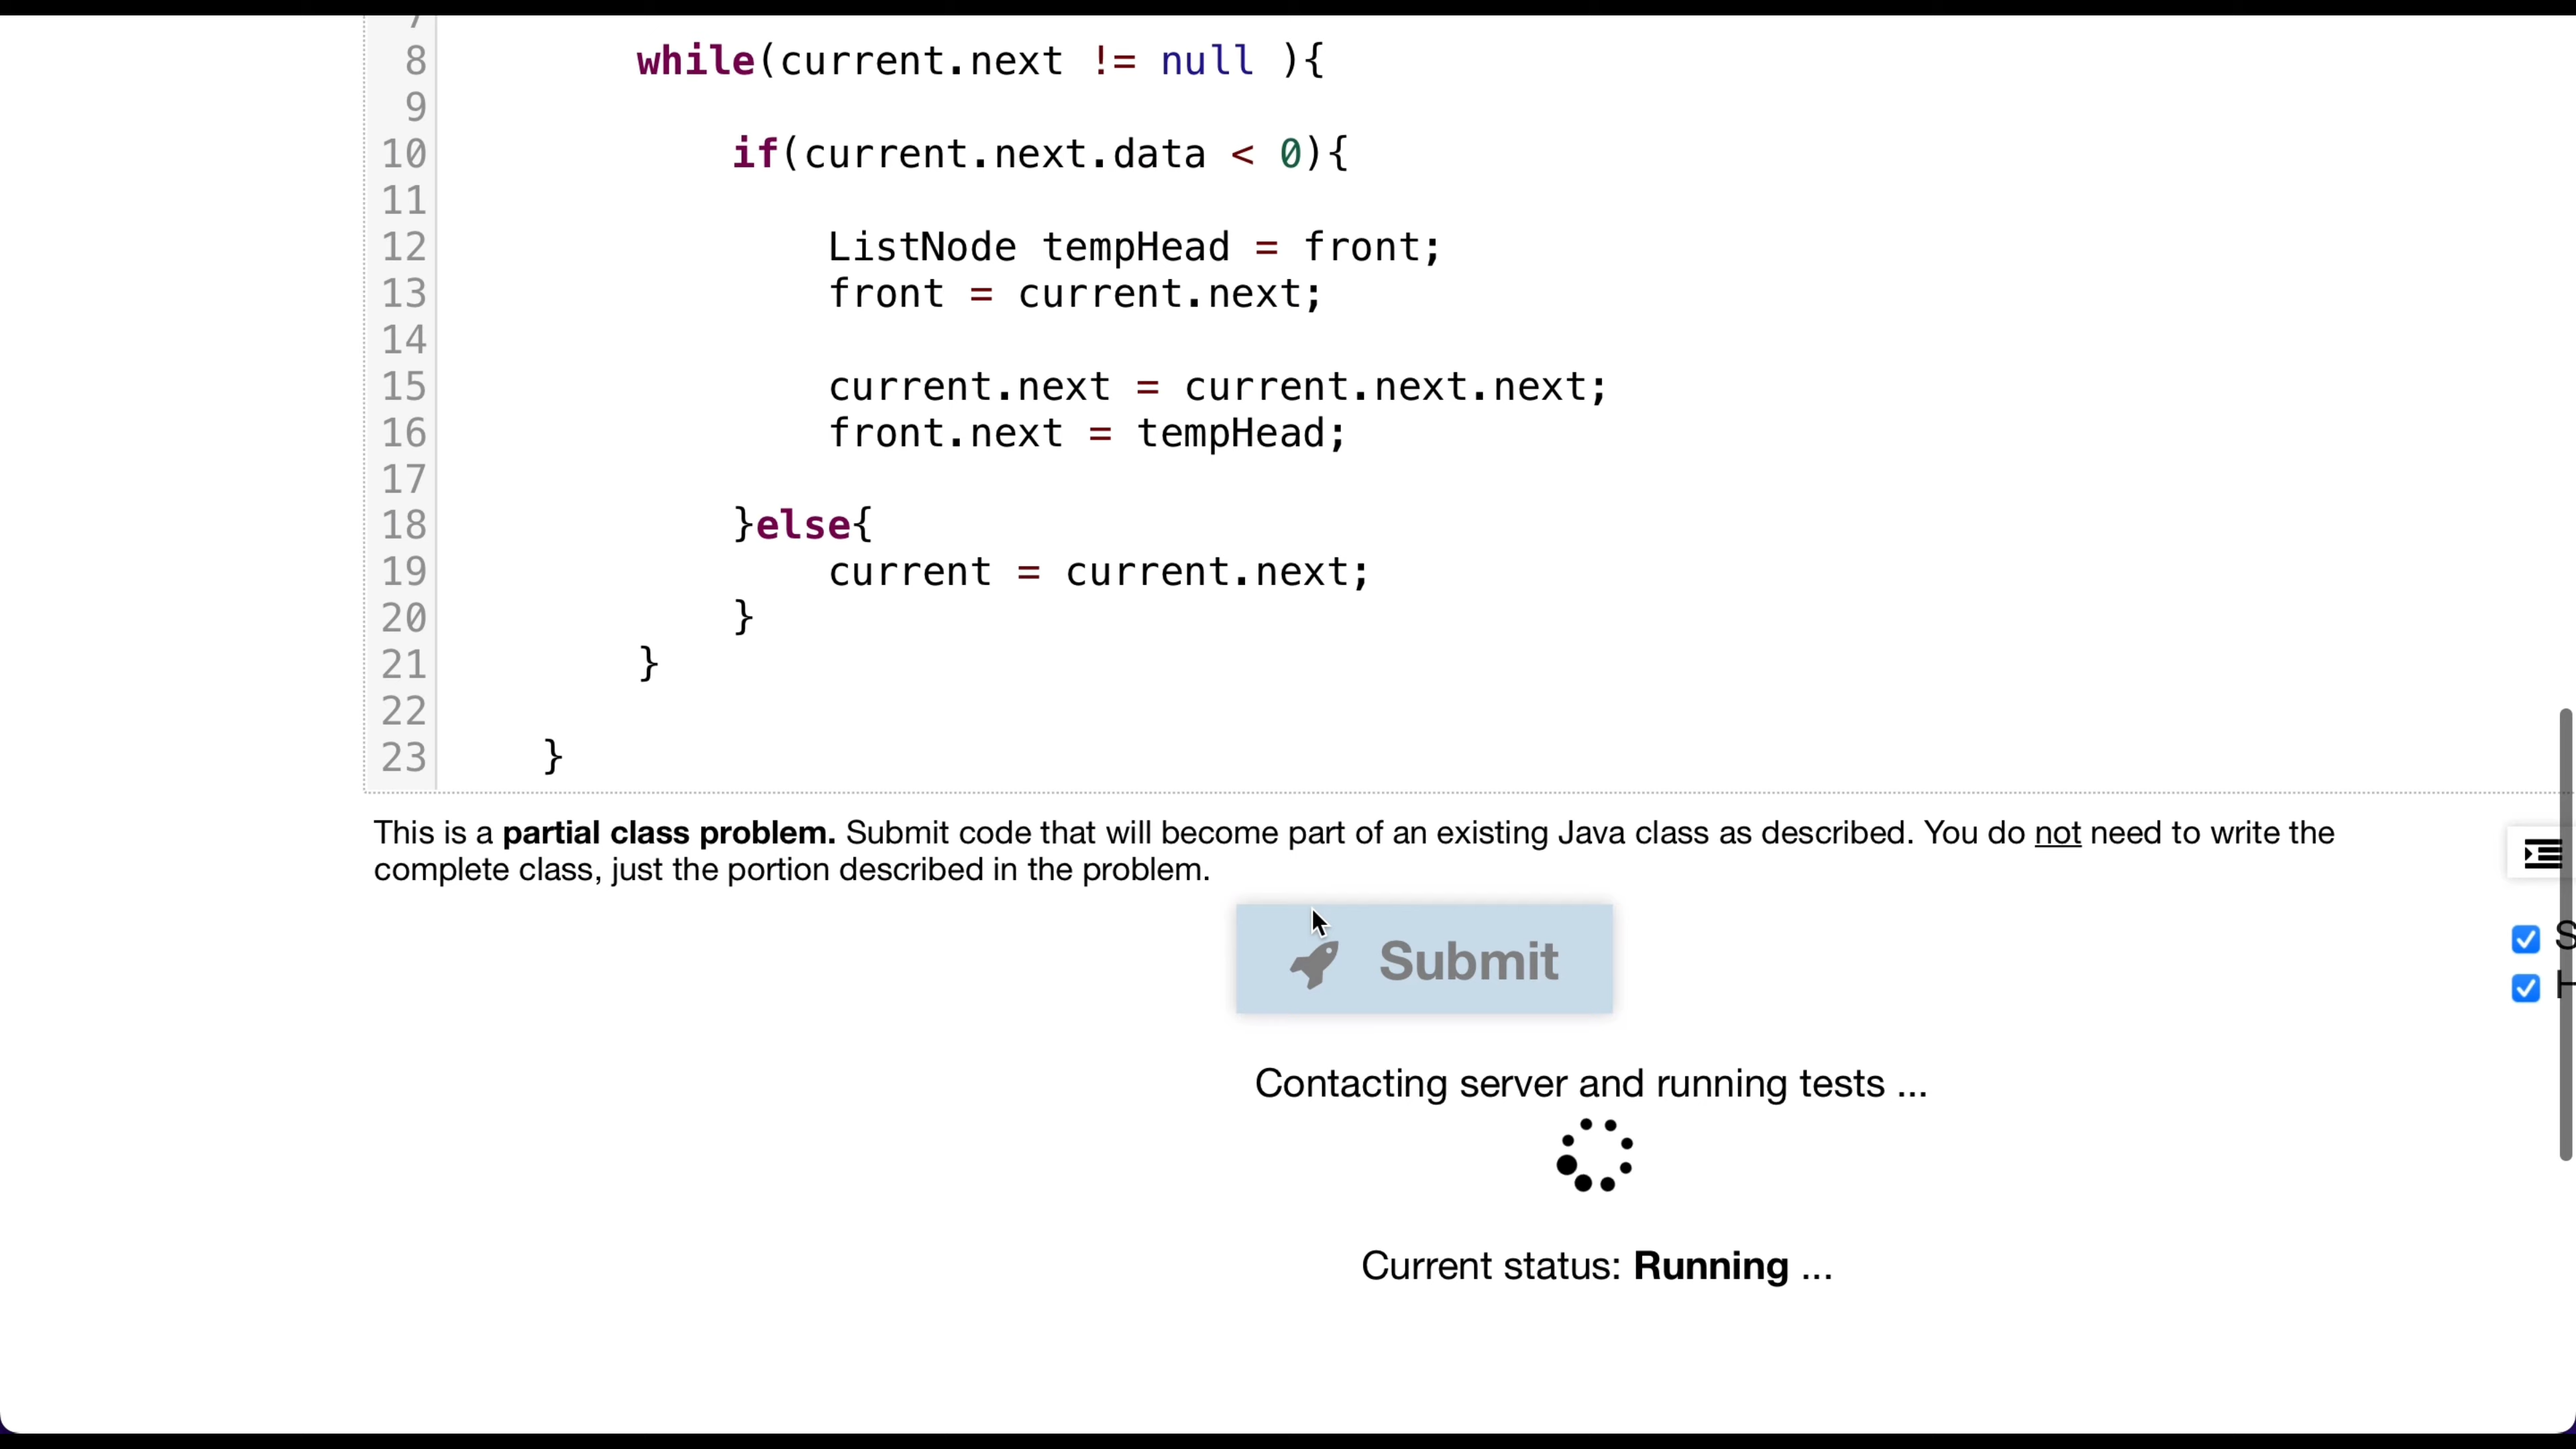 7
8 while(current.next != null ){
9
10 if(current.next.data < 0){
11
12 ListNode tempHead = front;
13 front = current.next;
14
15 current.next = current.next.next;
16 front.next = tempHead;
17
18 }else{
19 current = current.next;
20 }
21 }
22
23 }
This is a partial class problem. Submit code that will become part of an existing Java class as described. You do not need to write the
complete class, just the portion described in the problem.
Submit
Contacting server and running tests ...
Current status: Running ...